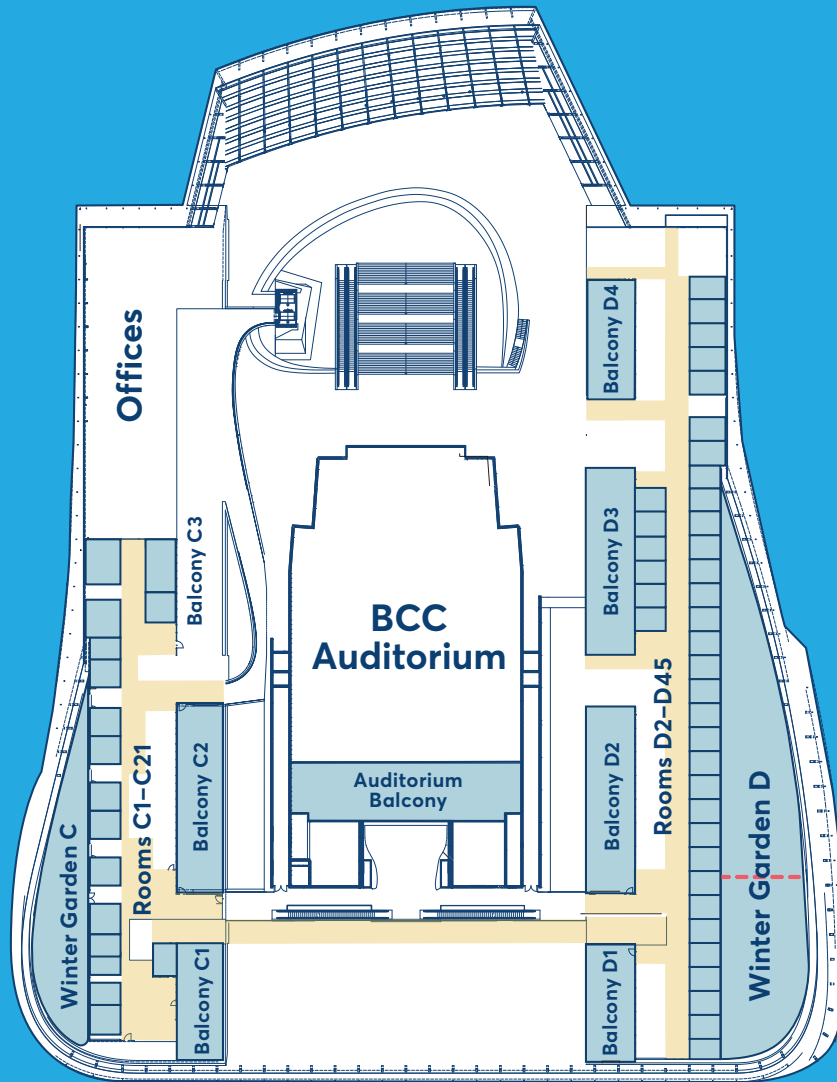 Balcony D4
Offices
Balcony D3
Balcony C3
BCC
Auditorium
Rooms D2–D45
Balcony C2
Balcony D2
Rooms C1–C21
Auditorium
Balcony
Winter Garden D
Winter Garden C
Balcony C1
Balcony D1